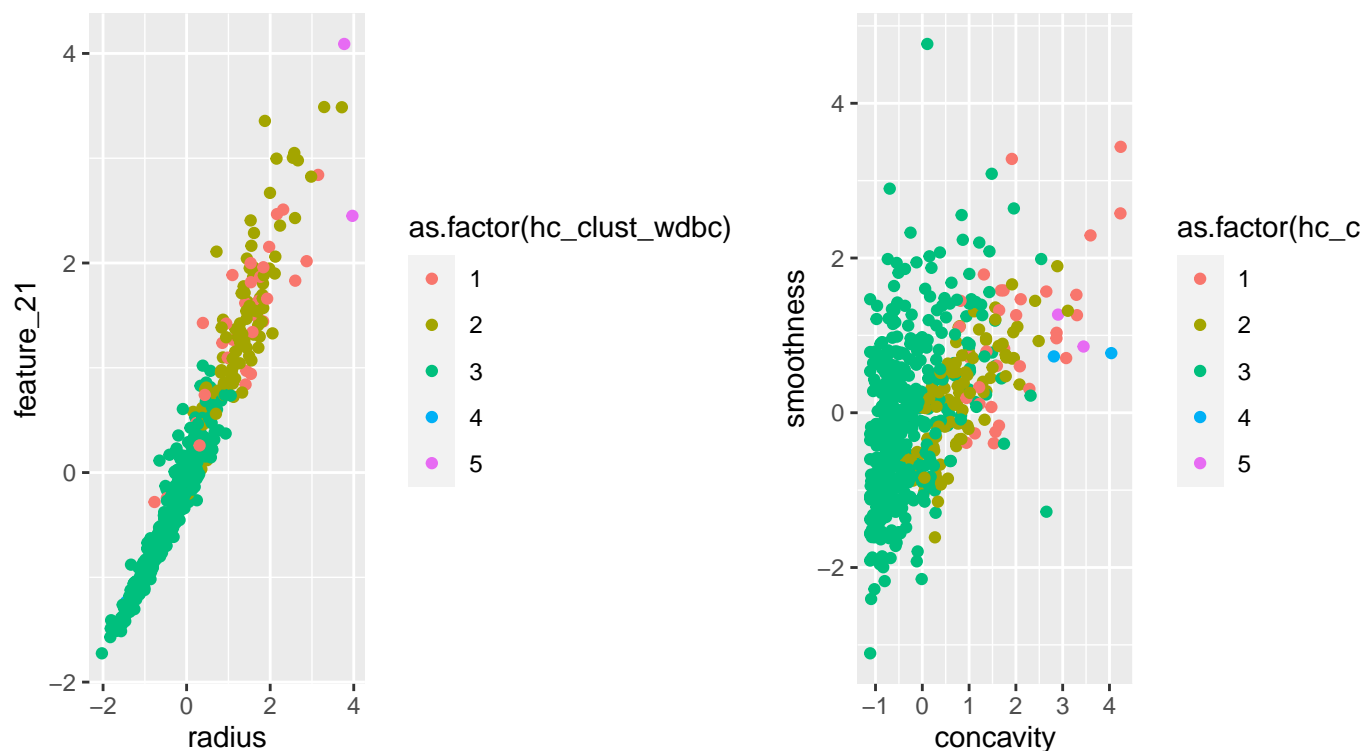 4
2
0
−2
feature_21
−2 0 2 4
radius
as.factor(hc_clust_wdbc)
1
2
3
4
5
4
2
0
−2
smoothness
−1 0 1 2 3 4
concavity
as.factor(hc_c
1
2
3
4
5